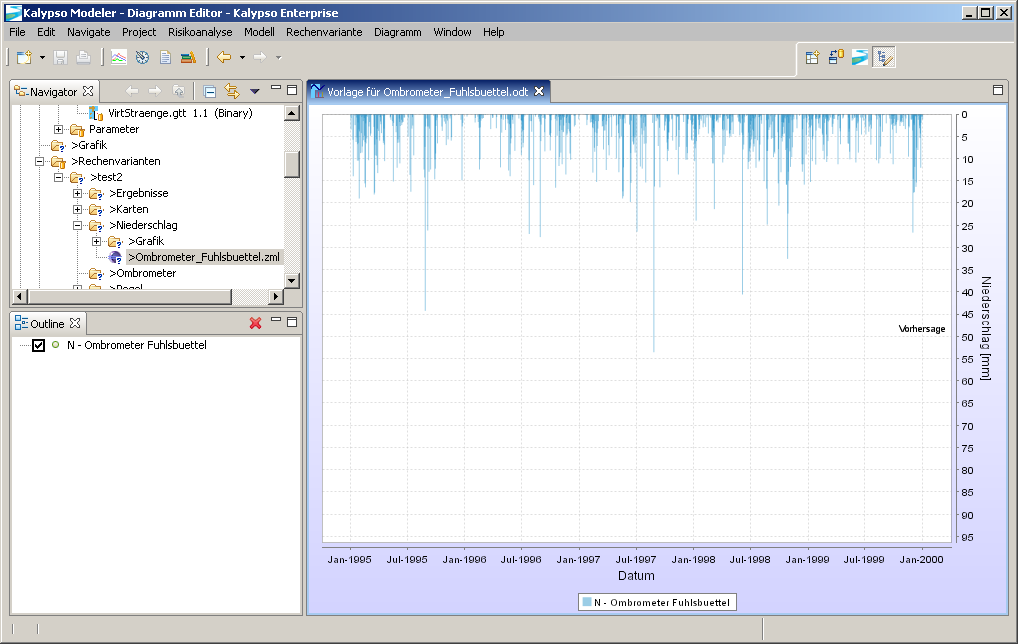 Kalypso Modeler - Diagramm Editor - Kalypso Enterprise
File Edit Navigate Project Risikoanalyse Modell Rechenvariante Diagramm Window Help
Navigator
VirtStraenge.gtt 1.1 (Binary)
Parameter
>Grafik
>Rechenvarianten
>test2
>Ergebnisse
>Karten
>Niederschlag
>Grafik
>Ombrometer_Fuhlsbuettel.zml
>Ombrometer
>Pegel
Outline
N - Ombrometer Fuhlsbuettel
Vorlage für Ombrometer_Fuhlsbuettel.odt
0
5
10
15
20
25
30
35
40
45
50
55
60
65
70
75
80
85
90
95
Niederschlag [mm]
Vorhersage
Jan-1995 Jul-1995 Jan-1996 Jul-1996 Jan-1997 Jul-1997 Jan-1998 Jul-1998 Jan-1999 Jul-1999 Jan-2000
Datum
N - Ombrometer Fuhlsbuettel